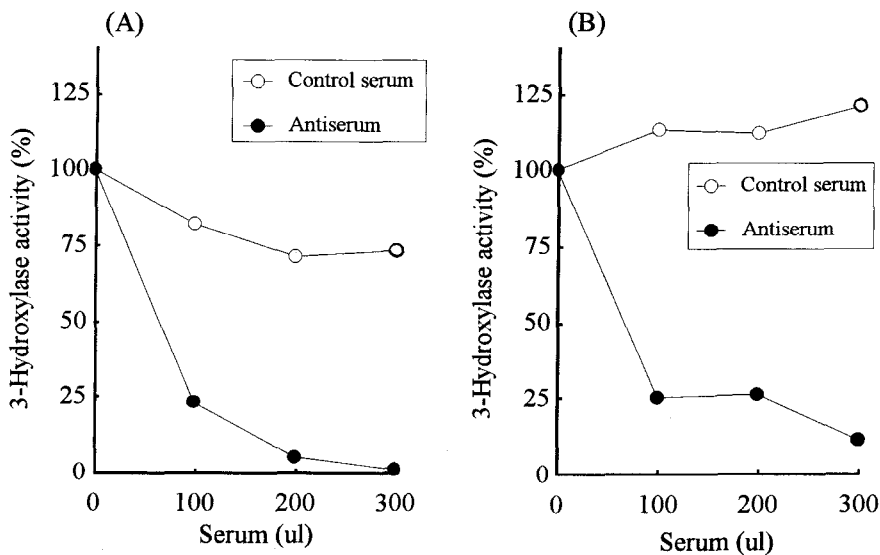 (A)
3-Hydroxylase activity (%)
125
100
75
50
25
0
Control serum
Antiserum
0 100 200 300
Serum (ul)
(B)
3-Hydroxylase activity (%)
125
100
75
50
25
0
Control serum
Antiserum
0 100 200 300
Serum (ul)